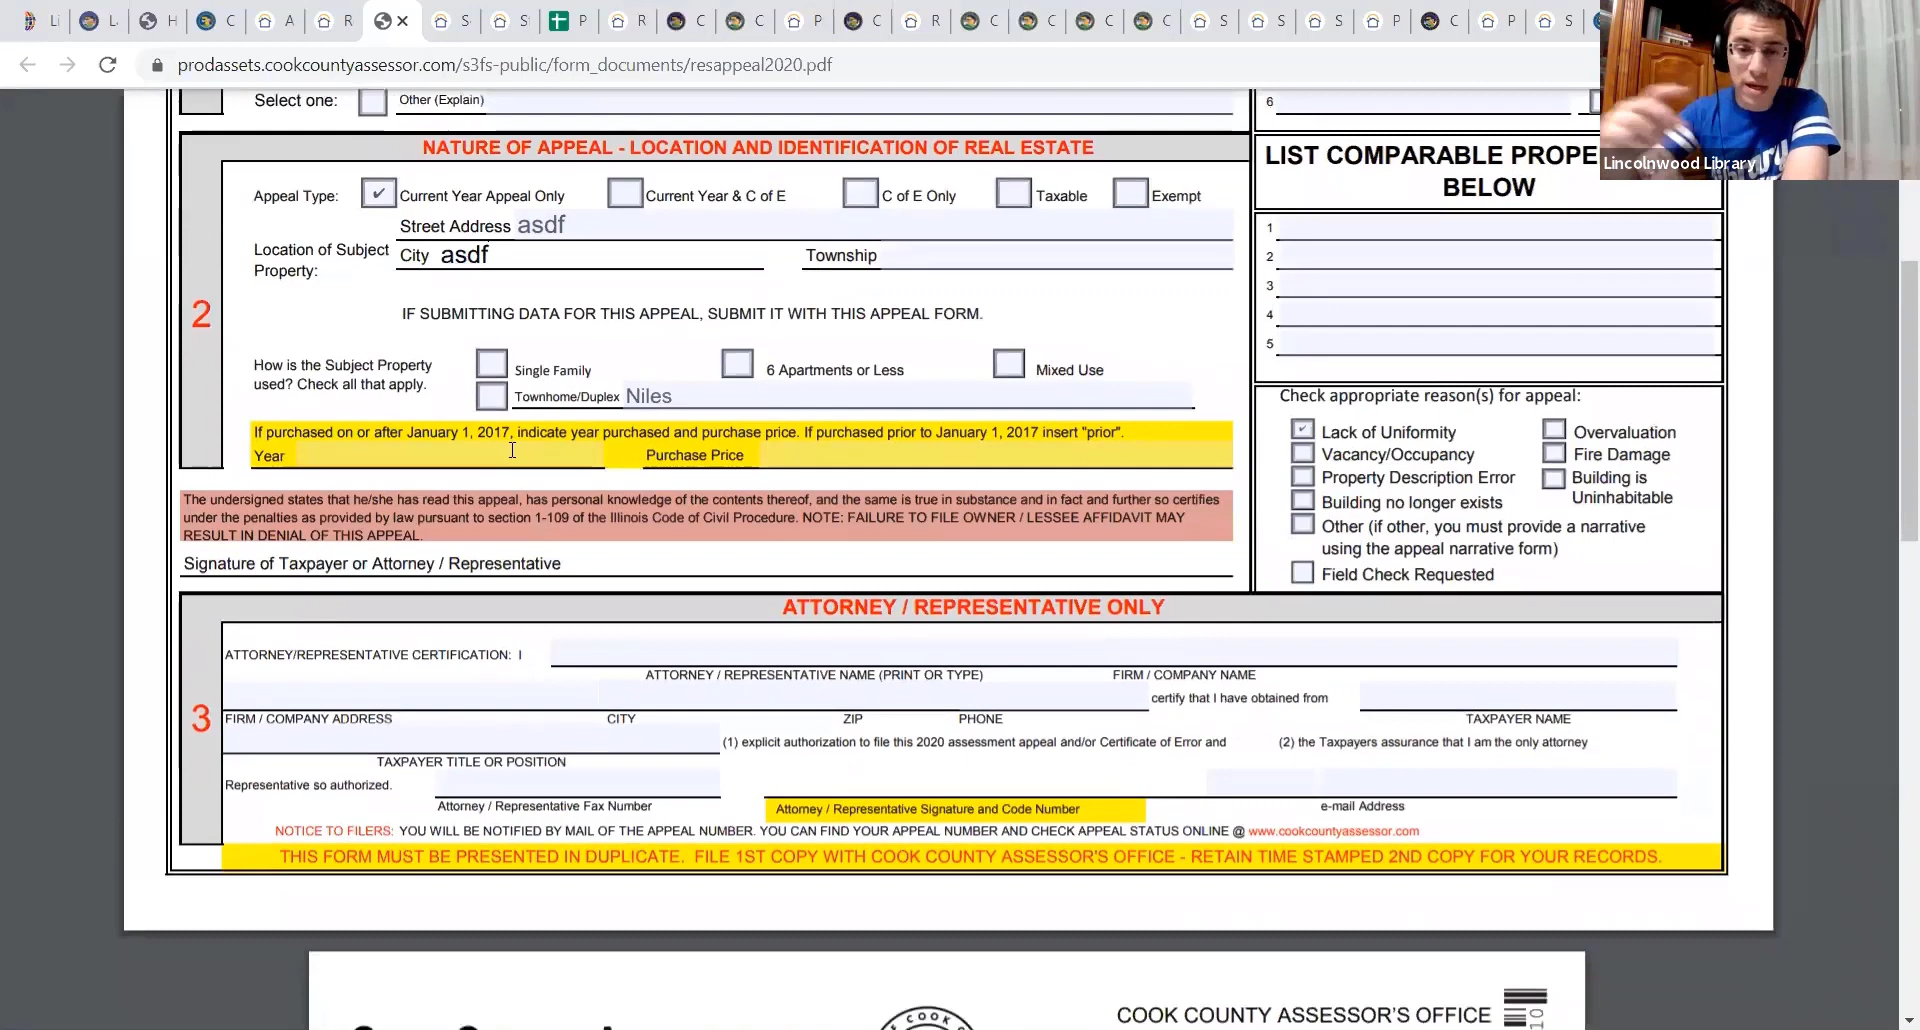 prodassets.cookcountyassessor.com/s3fs-public/form_documents/resappeal2020.pdf
Lincolnwood Library
Select one:
Other (Explain)
6
NATURE OF APPEAL - LOCATION AND IDENTIFICATION OF REAL ESTATE
Appeal Type: ✔ Current Year Appeal Only Current Year & C of E C of E Only Taxable Exempt
Street Address asdf
Location of Subject Property:
City asdf Township
2
IF SUBMITTING DATA FOR THIS APPEAL, SUBMIT IT WITH THIS APPEAL FORM.
How is the Subject Property
used? Check all that apply.
Single Family 6 Apartments or Less Mixed Use
Townhome/Duplex Niles
If purchased on or after January 1, 2017, indicate year purchased and purchase price. If purchased prior to January 1, 2017 insert "prior".
Year Purchase Price
The undersigned states that he/she has read this appeal, has personal knowledge of the contents thereof, and the same is true in substance and in fact and further so certifies
under the penalties as provided by law pursuant to section 1-109 of the Illinois Code of Civil Procedure. NOTE: FAILURE TO FILE OWNER / LESSEE AFFIDAVIT MAY
RESULT IN DENIAL OF THIS APPEAL.
Signature of Taxpayer or Attorney / Representative
LIST COMPARABLE
BELOW
1
2
3
4
5
Check appropriate reason(s) for appeal:
✔ Lack of Uniformity Overvaluation
Vacancy/Occupancy Fire Damage
Property Description Error Building is
Uninhabitable
Building no longer exists
Other (if other, you must provide a narrative
using the appeal narrative form)
Field Check Requested
ATTORNEY / REPRESENTATIVE ONLY
3
ATTORNEY/REPRESENTATIVE CERTIFICATION: I
ATTORNEY / REPRESENTATIVE NAME (PRINT OR TYPE) FIRM / COMPANY NAME
certify that I have obtained from
FIRM / COMPANY ADDRESS CITY ZIP PHONE TAXPAYER NAME
(1) explicit authorization to file this 2020 assessment appeal and/or Certificate of Error and (2) the Taxpayers assurance that I am the only attorney
TAXPAYER TITLE OR POSITION
Representative so authorized.
Attorney / Representative Fax Number Attorney / Representative Signature and Code Number e-mail Address
NOTICE TO FILERS: YOU WILL BE NOTIFIED BY MAIL OF THE APPEAL NUMBER. YOU CAN FIND YOUR APPEAL NUMBER AND CHECK APPEAL STATUS ONLINE @ www.cookcountyassessor.com
THIS FORM MUST BE PRESENTED IN DUPLICATE. FILE 1ST COPY WITH COOK COUNTY ASSESSOR'S OFFICE - RETAIN TIME STAMPED 2ND COPY FOR YOUR RECORDS.
COOK COUNTY ASSESSOR'S OFFICE